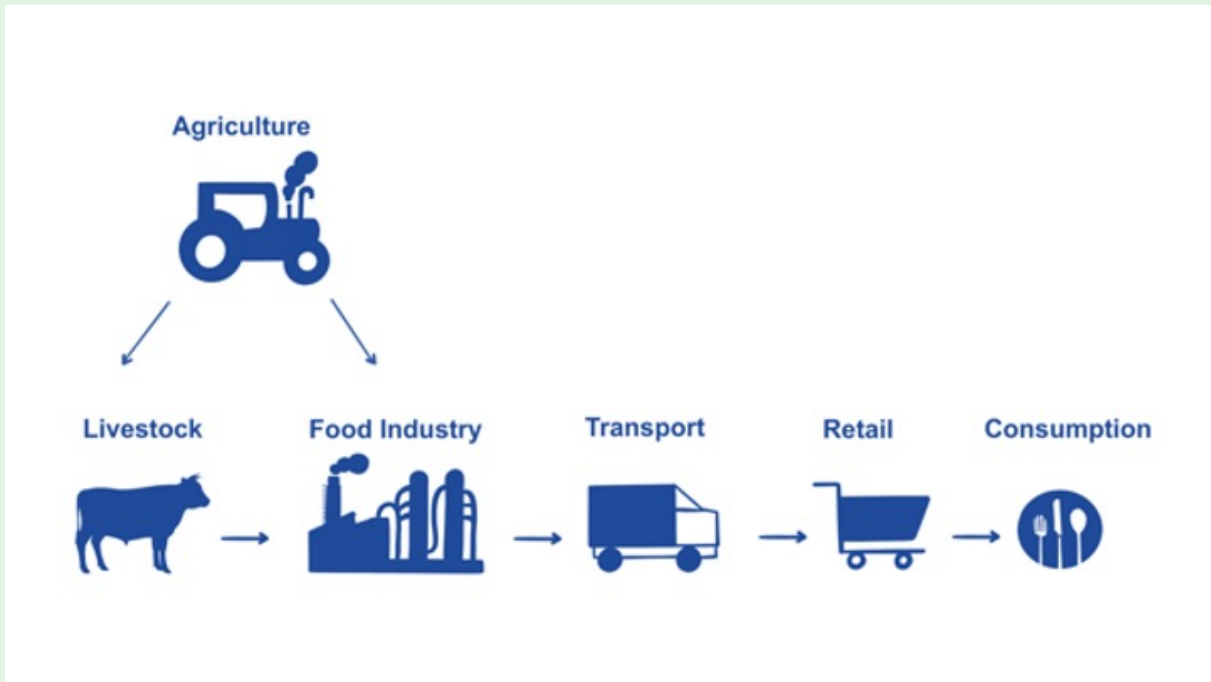 Agriculture
Livestock
Food Industry
Transport
Retail
Consumption